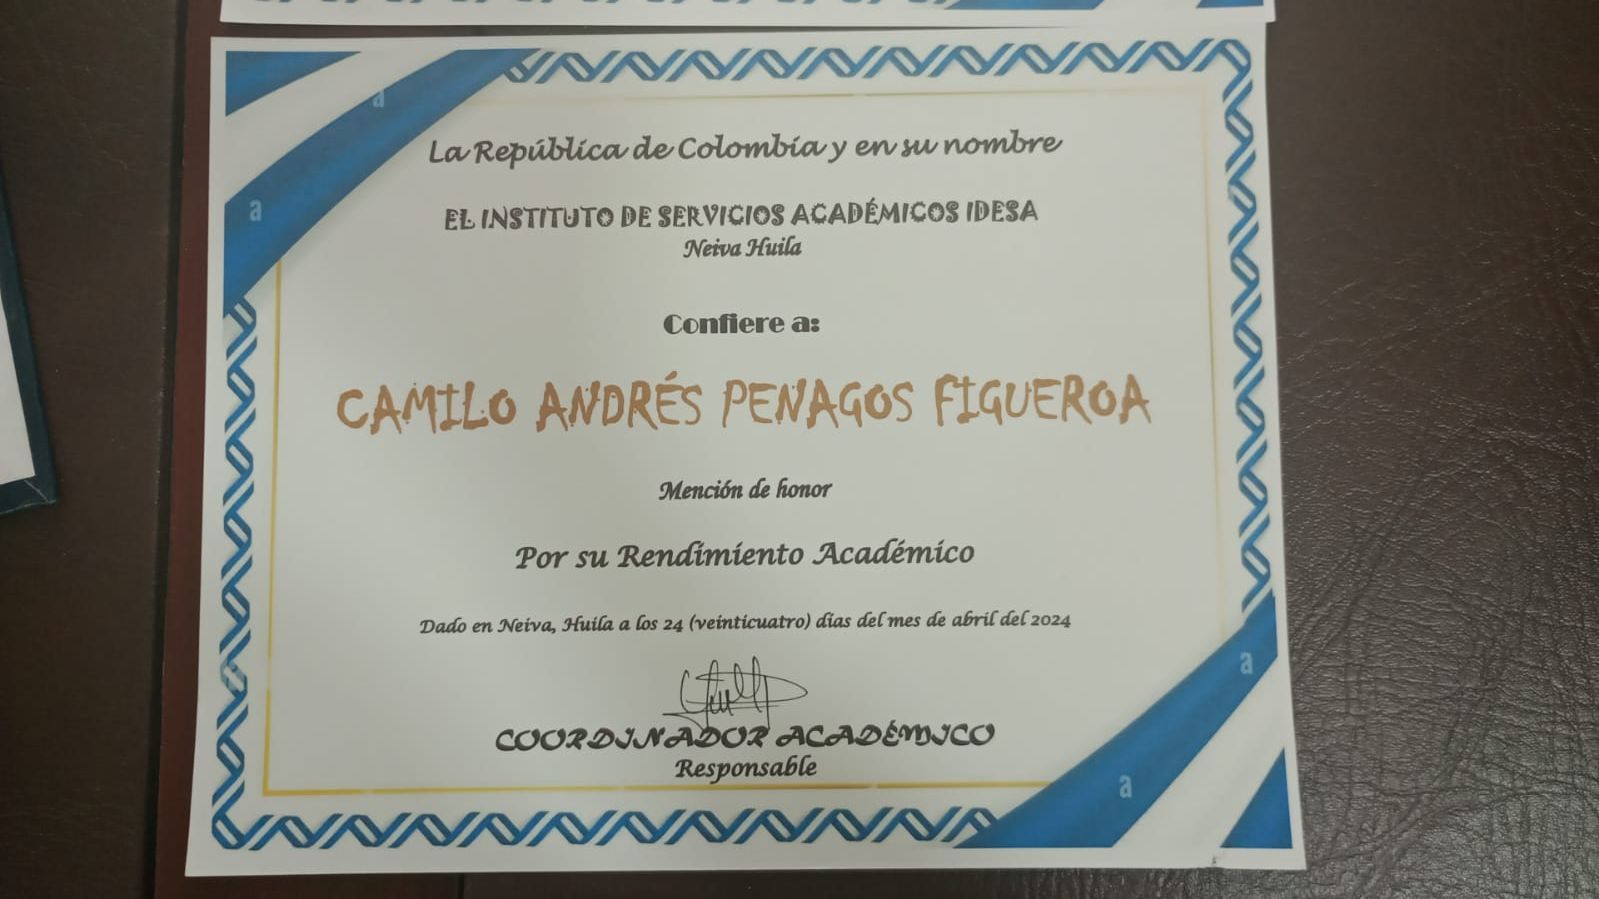 La República de Colombia y en su nombre
EL INSTITUTO DE SERVICIOS ACADÉMICOS IDESA
Neiva Huila
Confiere a:
CAMILO ANDRÉS PENAGOS FIGUEROA
Mención de honor
Por su Rendimiento Académico
Dado en Neiva, Huila a los 24 (veinticuatro) días del mes de abril del 2024
COORDINADOR ACADÉMICO
Responsable